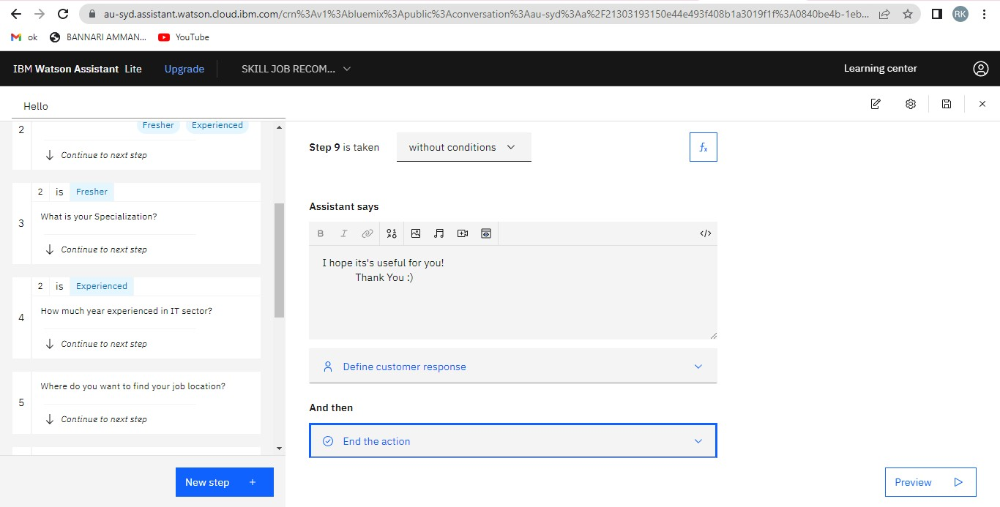 au-syd.assistant.watson.cloud.ibm.com/crn%3Av1%3Abluemix%3Apublic%3Aconversation%3Aau-syd%3Aa%2F21303193150e44e493f408b1a3019f1f%3A0840be4b-1eb...
RK
ok
BANNARI AMMAN...
YouTube
IBM Watson Assistant Lite
Upgrade
SKILL JOB RECOM...
Learning center
Hello
2
Fresher
Experienced
Continue to next step
2 is Fresher
3
What is your Specialization?
Continue to next step
2 is Experienced
4
How much year experienced in IT sector?
Continue to next step
5
Where do you want to find your job location?
Continue to next step
New step +
Step 9 is taken
without conditions
fx
Assistant says
B I
</>
I hope its's useful for you!
Thank You :)
Define customer response
And then
End the action
Preview